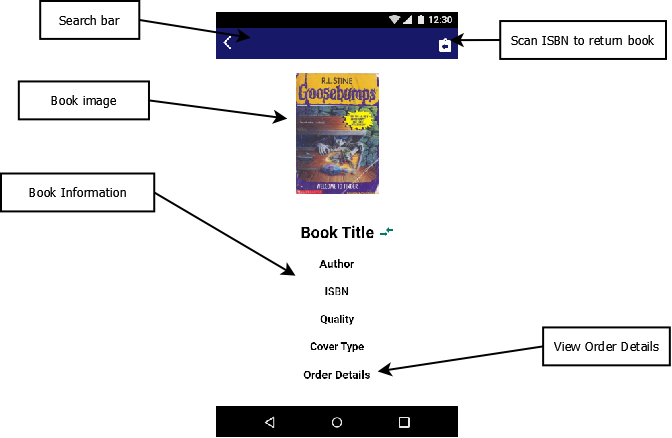 Search bar
12:30
Scan ISBN to return book
Book image
R.L. STINE
Goosebumps
WELCOME TO DEAD
Book Information
Book Title
Author
ISBN
Quality
Cover Type
Order Details
View Order Details